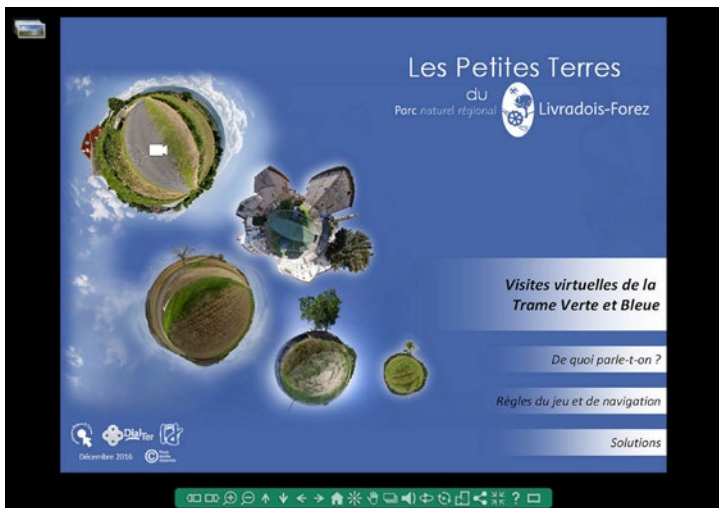 Les Petites Terres
du
Parc naturel régional Livradois-Forez
Visites virtuelles de la
Trame Verte et Bleue
De quoi parle-t-on ?
Règles du jeu et de navigation
Solutions
DialTer
Décembre 2016
©